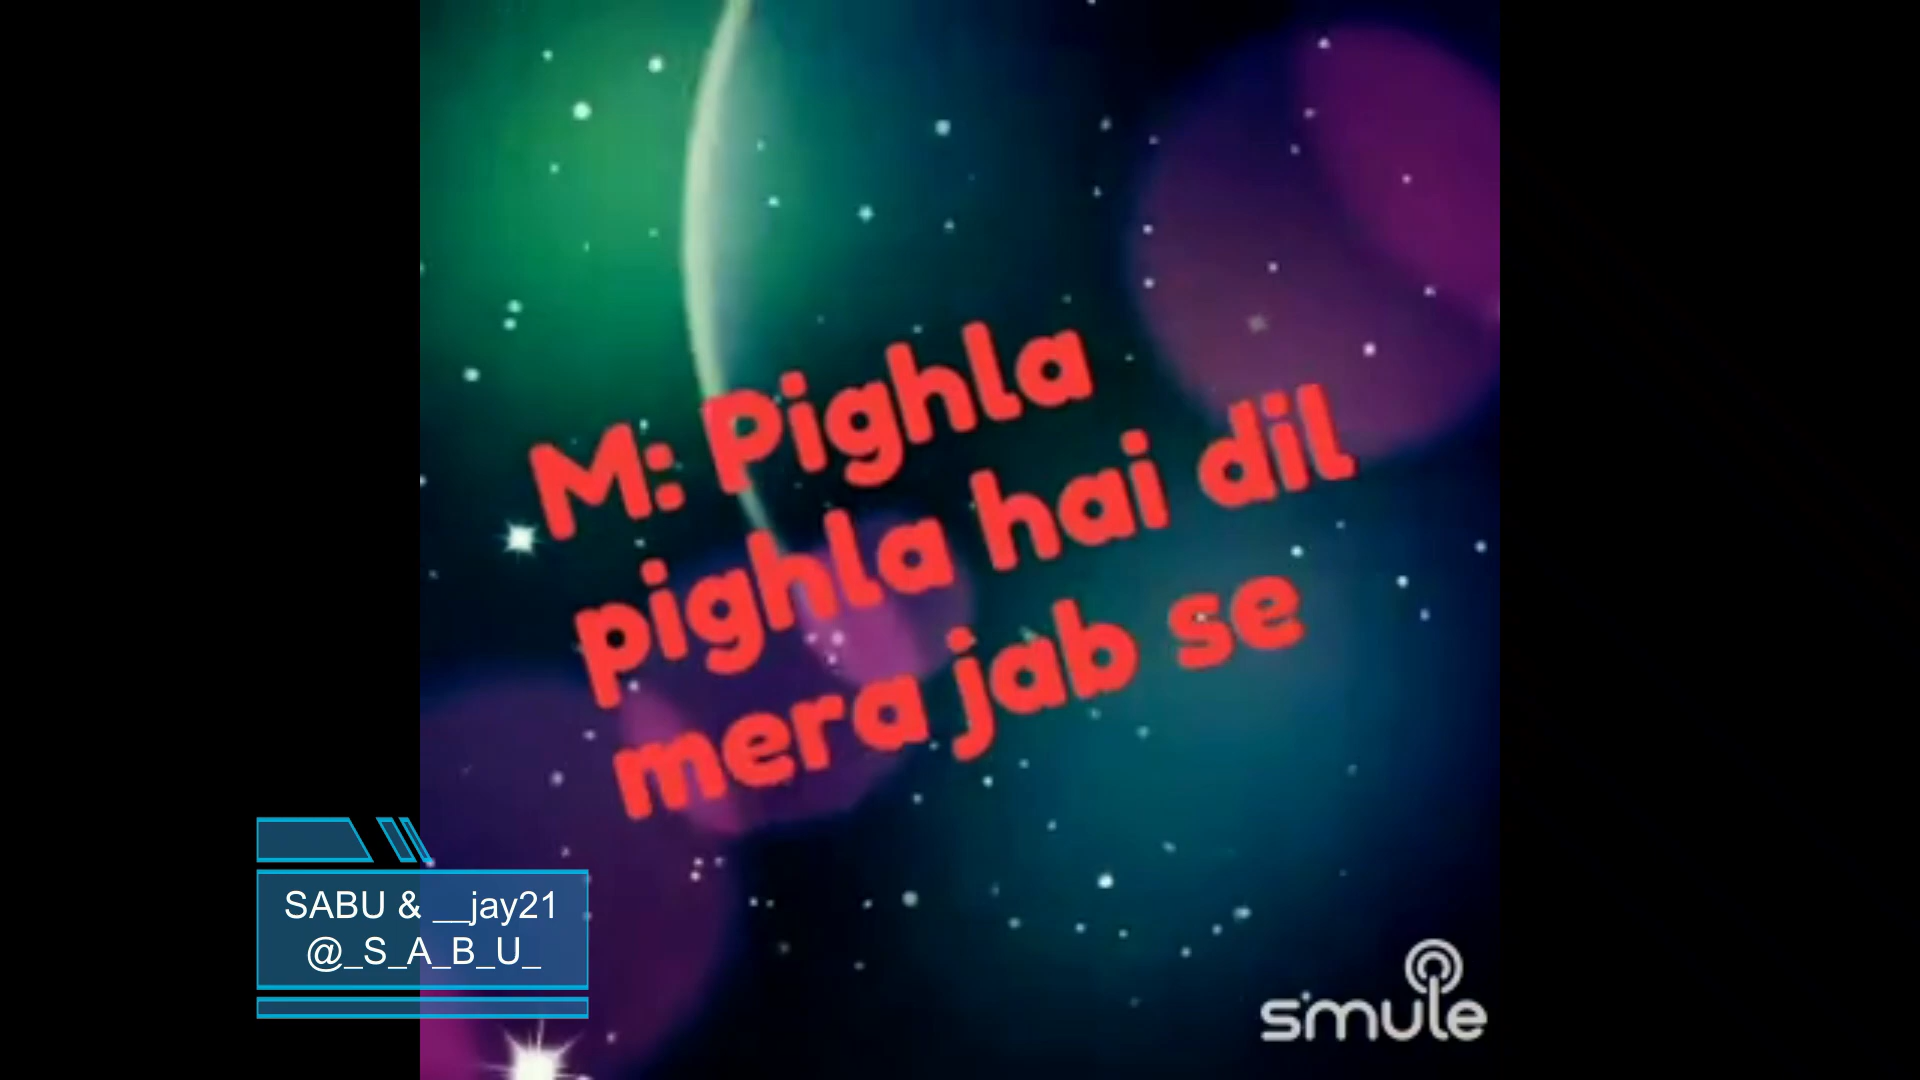 M: Pighla
pighla hai dil
mera jab se
SABU & __jay21
@_S_A_B_U_
smule